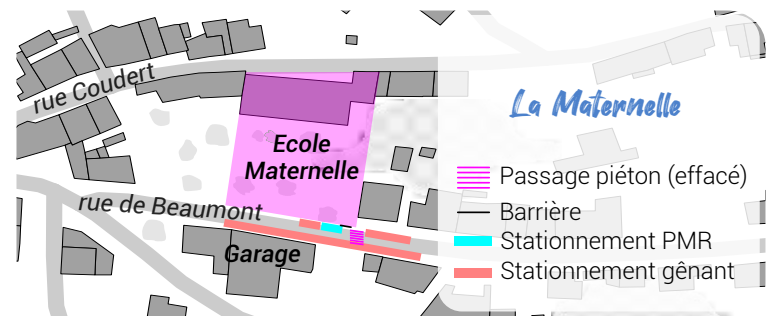 rue Coudert
La Maternelle
Ecole
Maternelle
Passage piéton (effacé)
rue de Beaumont
Barrière
Stationnement PMR
Garage
Stationnement gênant